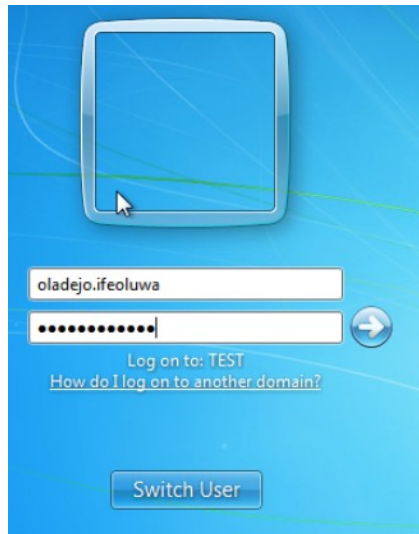 oladejo.ifeoluwa
●●●●●●●●●●●●
Log on to: TEST
How do I log on to another domain?
Switch User